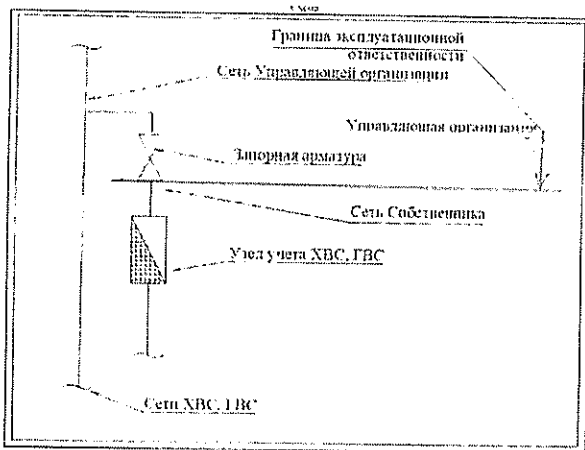 Граница эксплуатационной
ответственности
Сеть Управляющей организации
Управляющая организация
Запорная арматура
Сеть Собственника
Узел учета ХВС, ГВС
Сети ХВС, ГВС